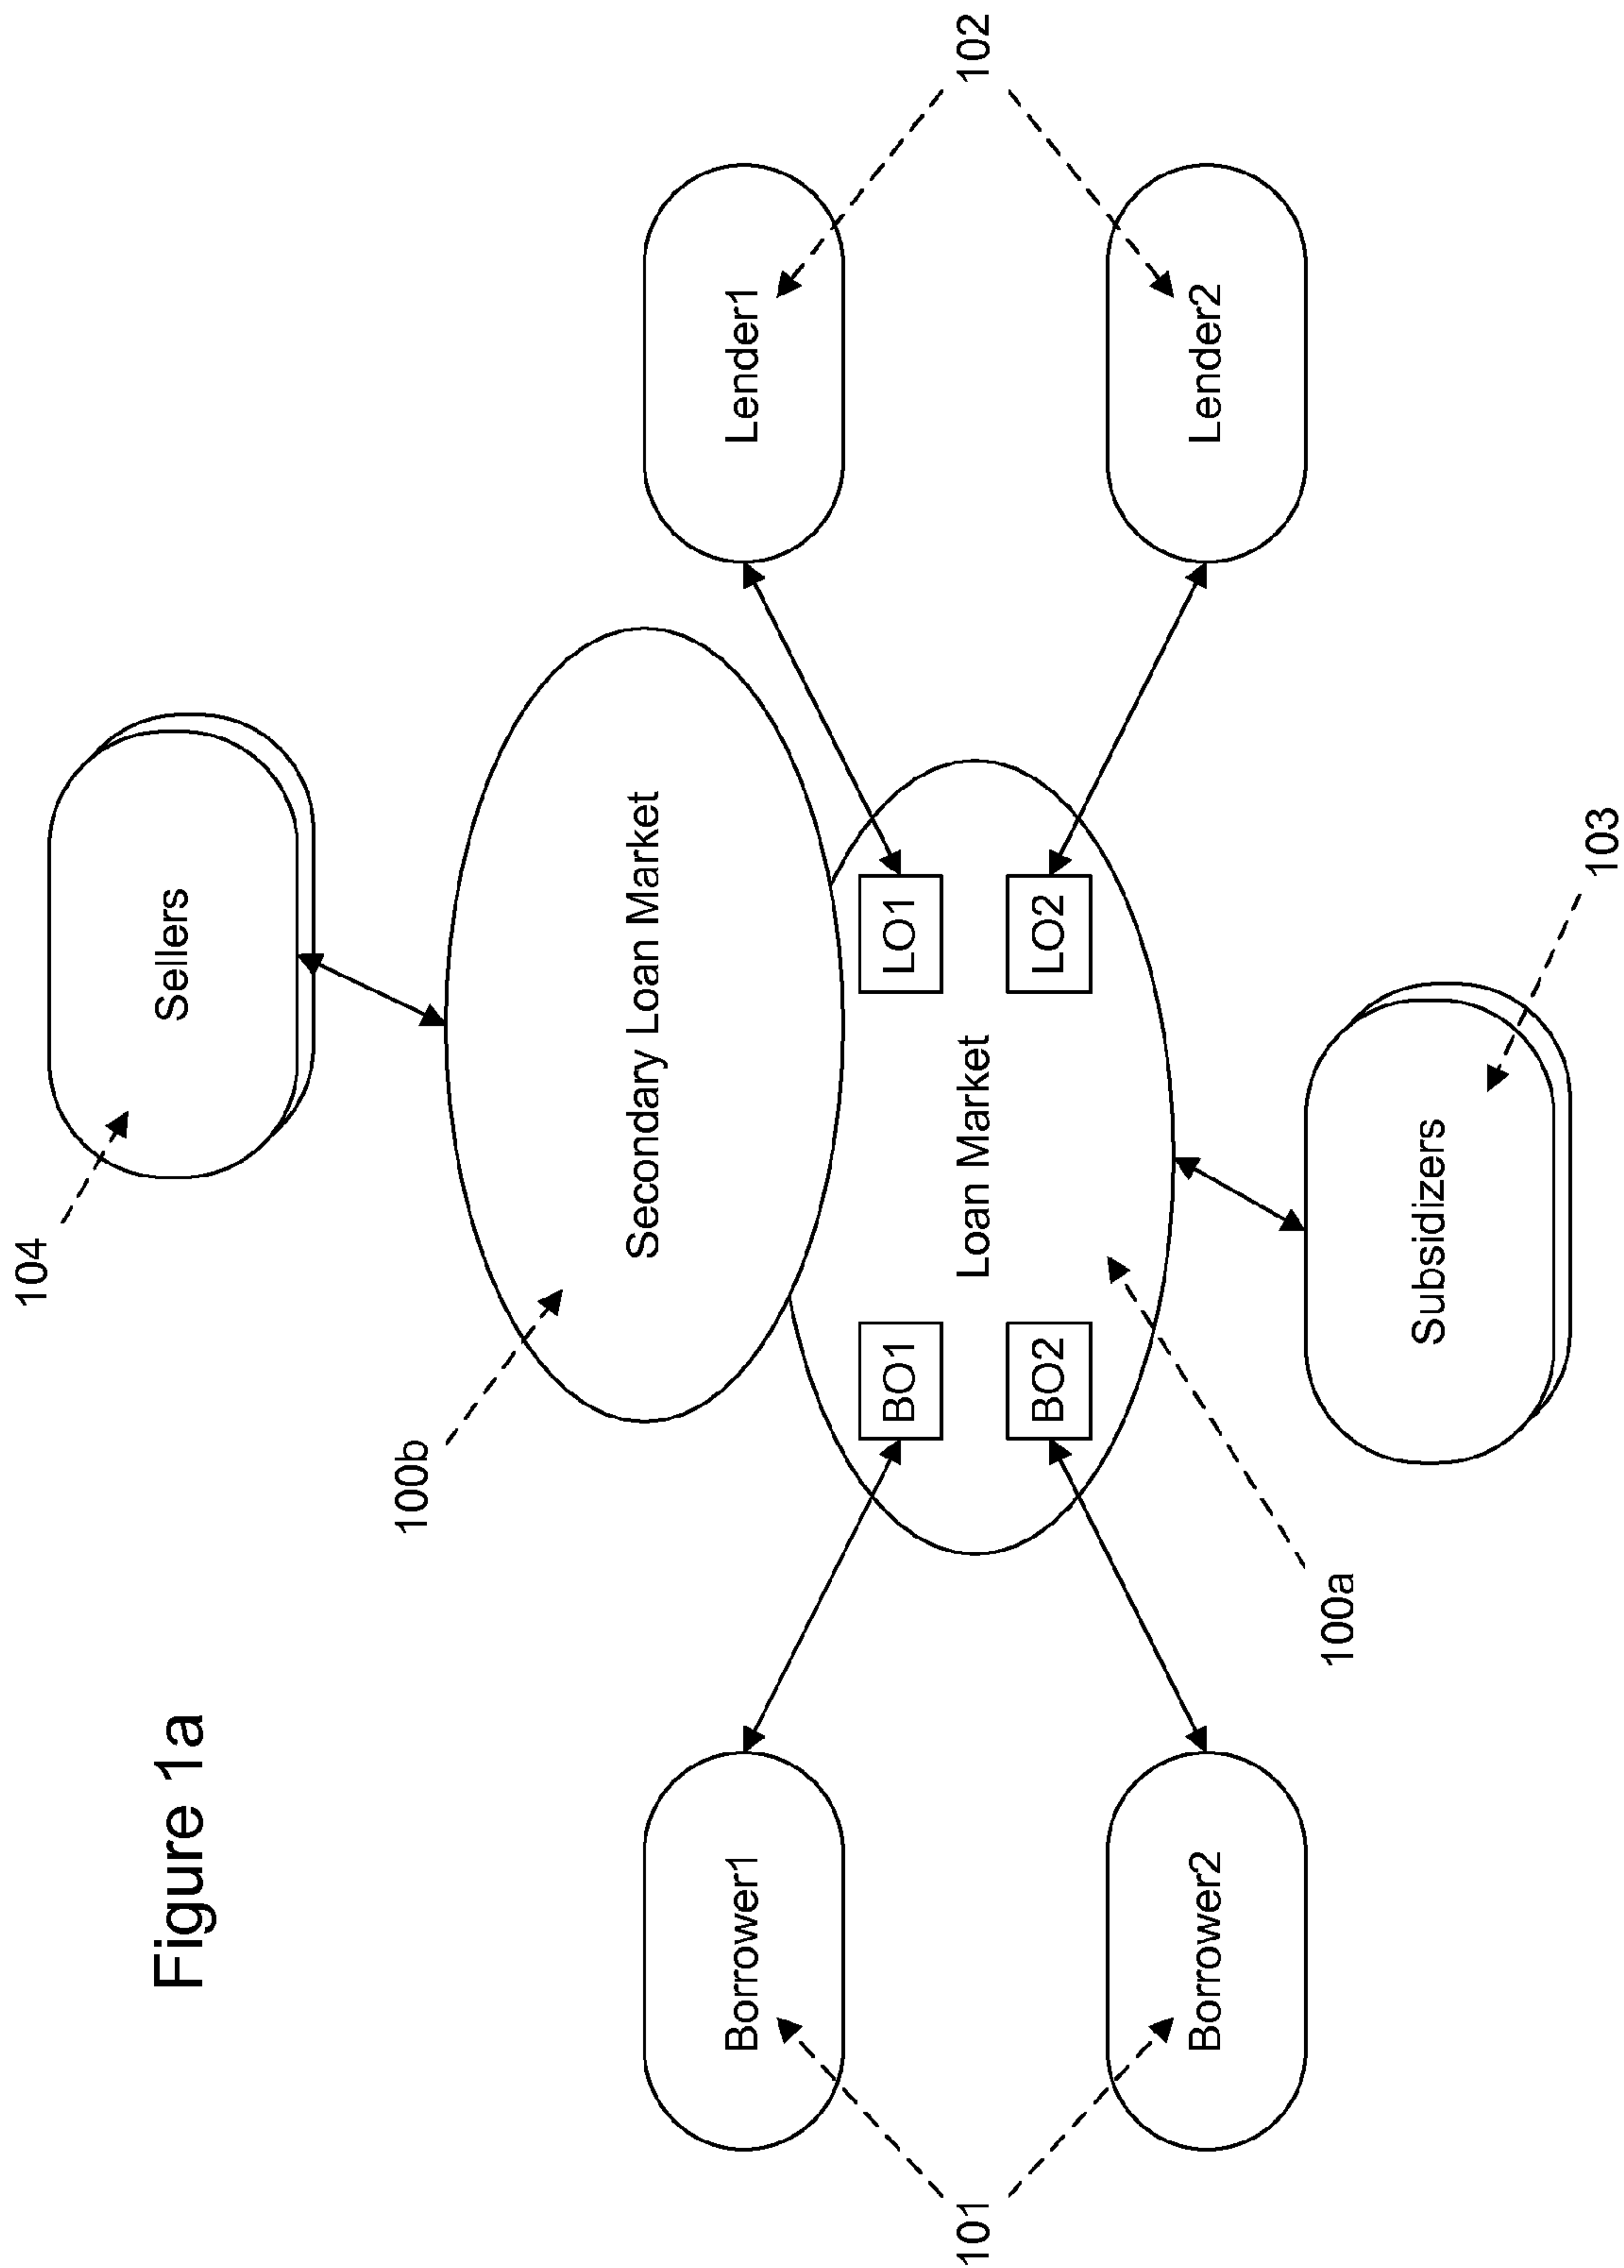 Figure 1a
104
Sellers
100b
Secondary Loan Market
Borrower1
Lender1
BO1
LO1
101
Loan Market
102
BO2
LO2
Borrower2
Lender2
100a
Subsidizers
103